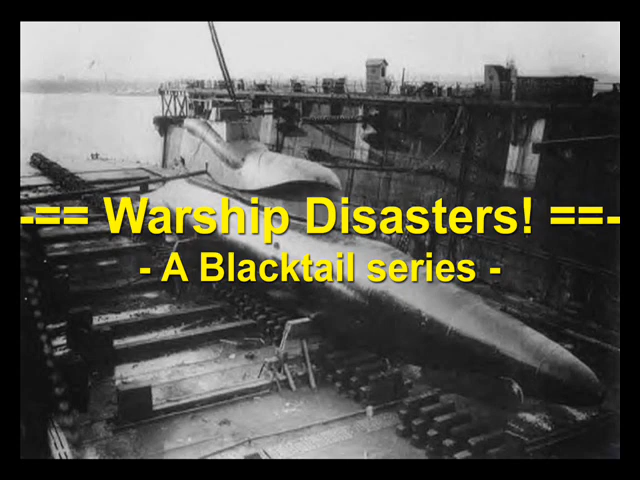 -== Warship Disasters! ==-
- A Blacktail series -